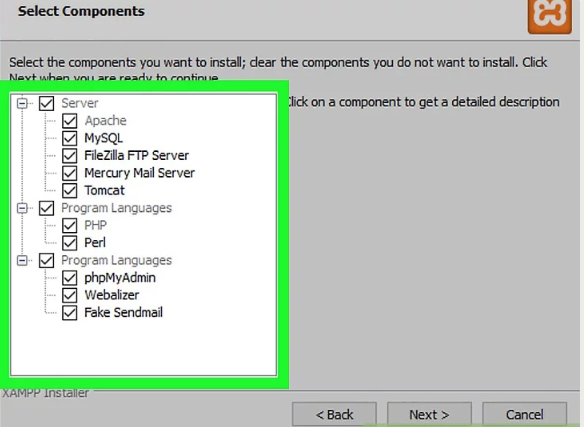 Select Components
Select the components you want to install; clear the components you do not want to install. Click
Next when you are ready to continue
Click on a component to get a detailed description
Server
Apache
MySQL
FileZilla FTP Server
Mercury Mail Server
Tomcat
Program Languages
PHP
Perl
Program Languages
phpMyAdmin
Webalizer
Fake Sendmail
XAMPP Installer
< Back
Next >
Cancel